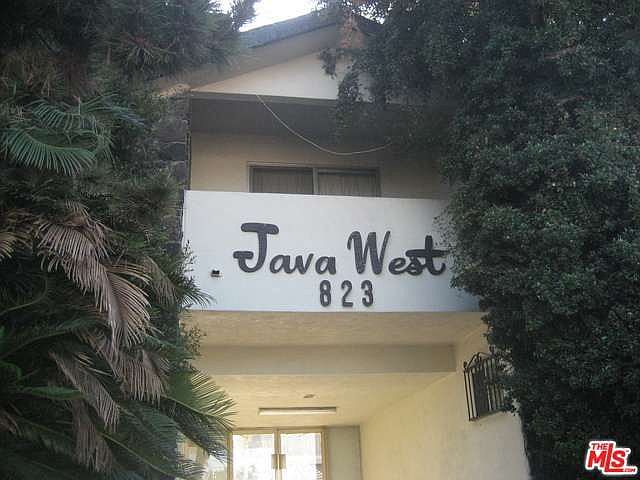 Java West
823
THE
MLS
.com